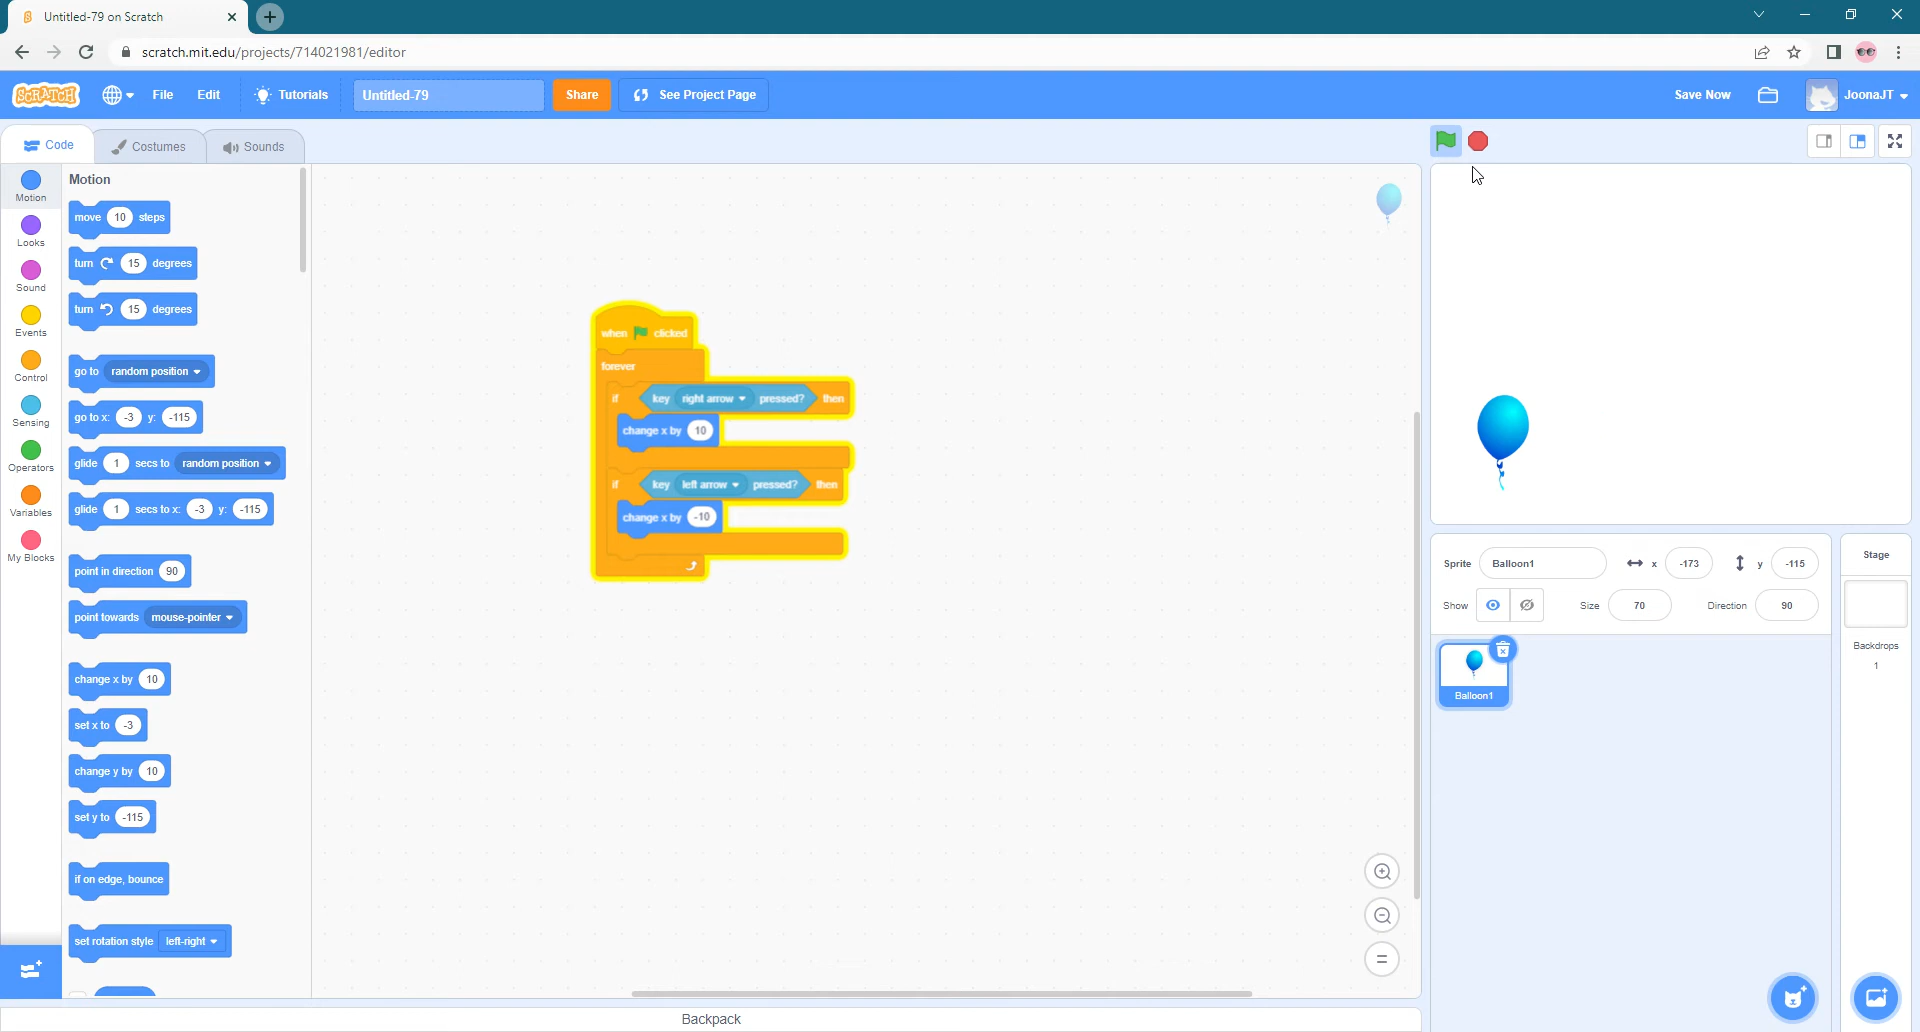 Untitled-79 on Scratch
scratch.mit.edu/projects/714021981/editor
SCRATCH File Edit Tutorials Untitled-79 Share See Project Page Save Now JoonaJT
Code Costumes Sounds
Motion
Looks
Sound
Events
Control
Sensing
Operators
Variables
My Blocks
Motion
move 10 steps
turn 15 degrees
turn 15 degrees
go to random position
go to x: -3 y: -115
glide 1 secs to random position
glide 1 secs to x: -3 y: -115
point in direction 90
point towards mouse-pointer
change x by 10
set x to -3
change y by 10
set y to -115
if on edge, bounce
set rotation style left-right
when clicked
forever
if key right arrow pressed? then
change x by 10
if key left arrow pressed? then
change x by -10
Sprite Balloon1 x -173 y -115
Show Size 70 Direction 90
Balloon1
Stage
Backdrops
1
Backpack